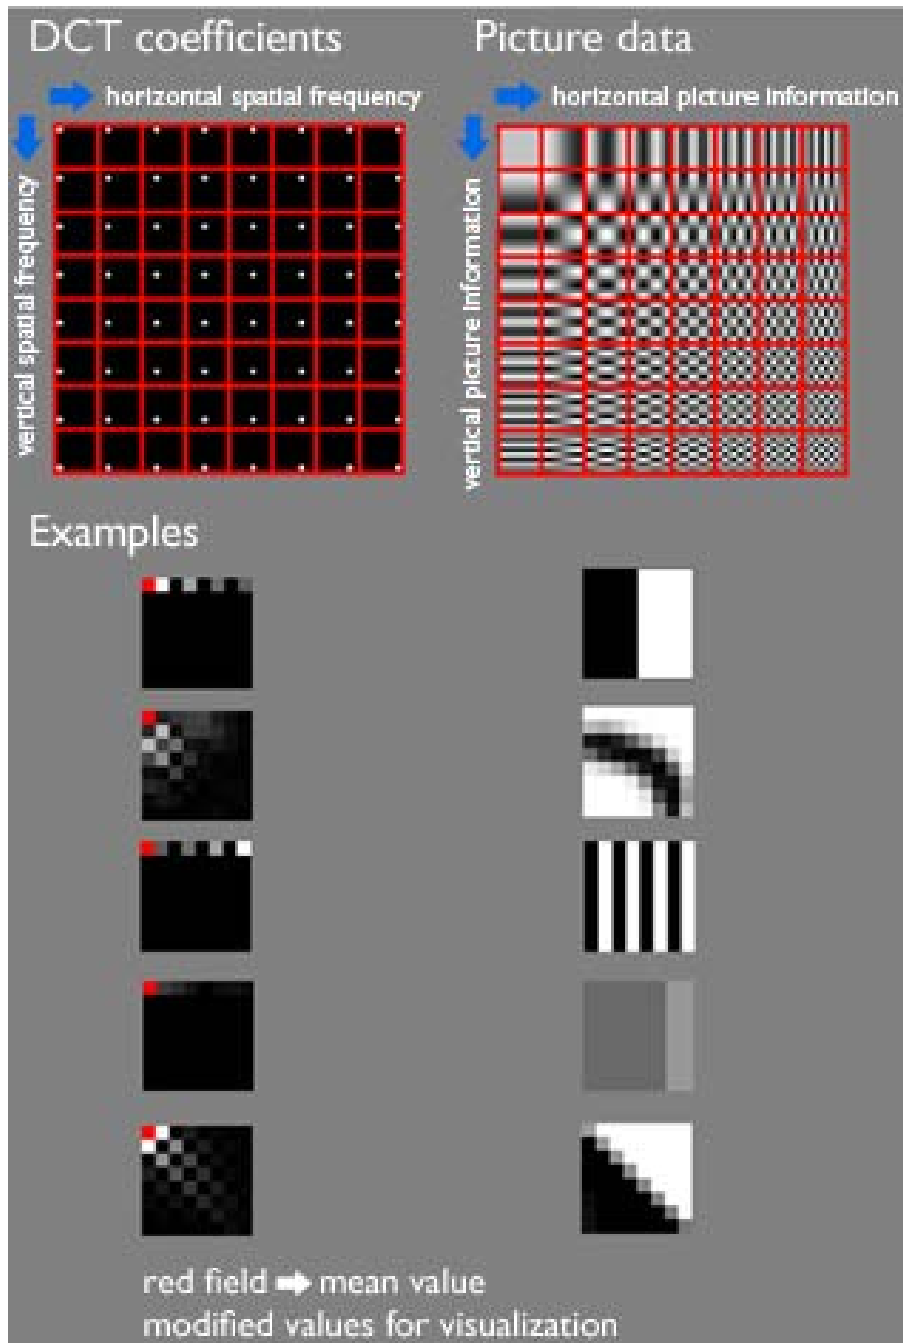 DCT coefficients
horizontal spatial frequency
vertical spatial frequency
Picture data
horizontal picture information
vertical picture information
Examples
red field ➡ mean value
modified values for visualization